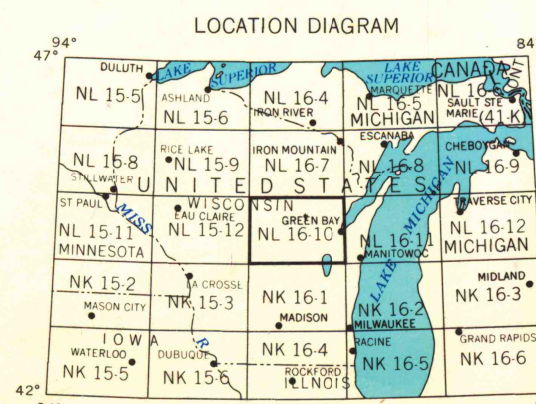 LOCATION DIAGRAM
94°
84
47°
DULUTH
LAKE SUPERIOR
LAKE SUPERIOR
CANADA
ONT
NL 15-5
ASHLAND
NL 15-6
NL 16-4
IRON RIVER
MARQUETTE
NL 16-5
MICHIGAN
NL 16-6
SAULT STE MARIE
(41-K)
NL 15-8
STILLWATER
RICE LAKE
NL 15-9
IRON MOUNTAIN
NL 16-7
ESCANABA
NL 16-8
CHEBOYGAN
NL 16-9
UNITED STATES
ST PAUL
MISS
R
NL 15-11
MINNESOTA
WISCONSIN
EAU CLAIRE
NL 15-12
GREEN BAY
NL 16-10
NL 16-11
MANITOWOC
LAKE MICHIGAN
TRAVERSE CITY
NL 16-12
MICHIGAN
NK 15-2
MASON CITY
LA CROSSE
NK 15-3
NK 16-1
MADISON
NK 16-2
MILWAUKEE
MIDLAND
NK 16-3
IOWA
WATERLOO
NK 15-5
DUBUQUE
NK 15-6
NK 16-4
ROCKFORD
ILLINOIS
RACINE
NK 16-5
GRAND RAPIDS
NK 16-6
42°